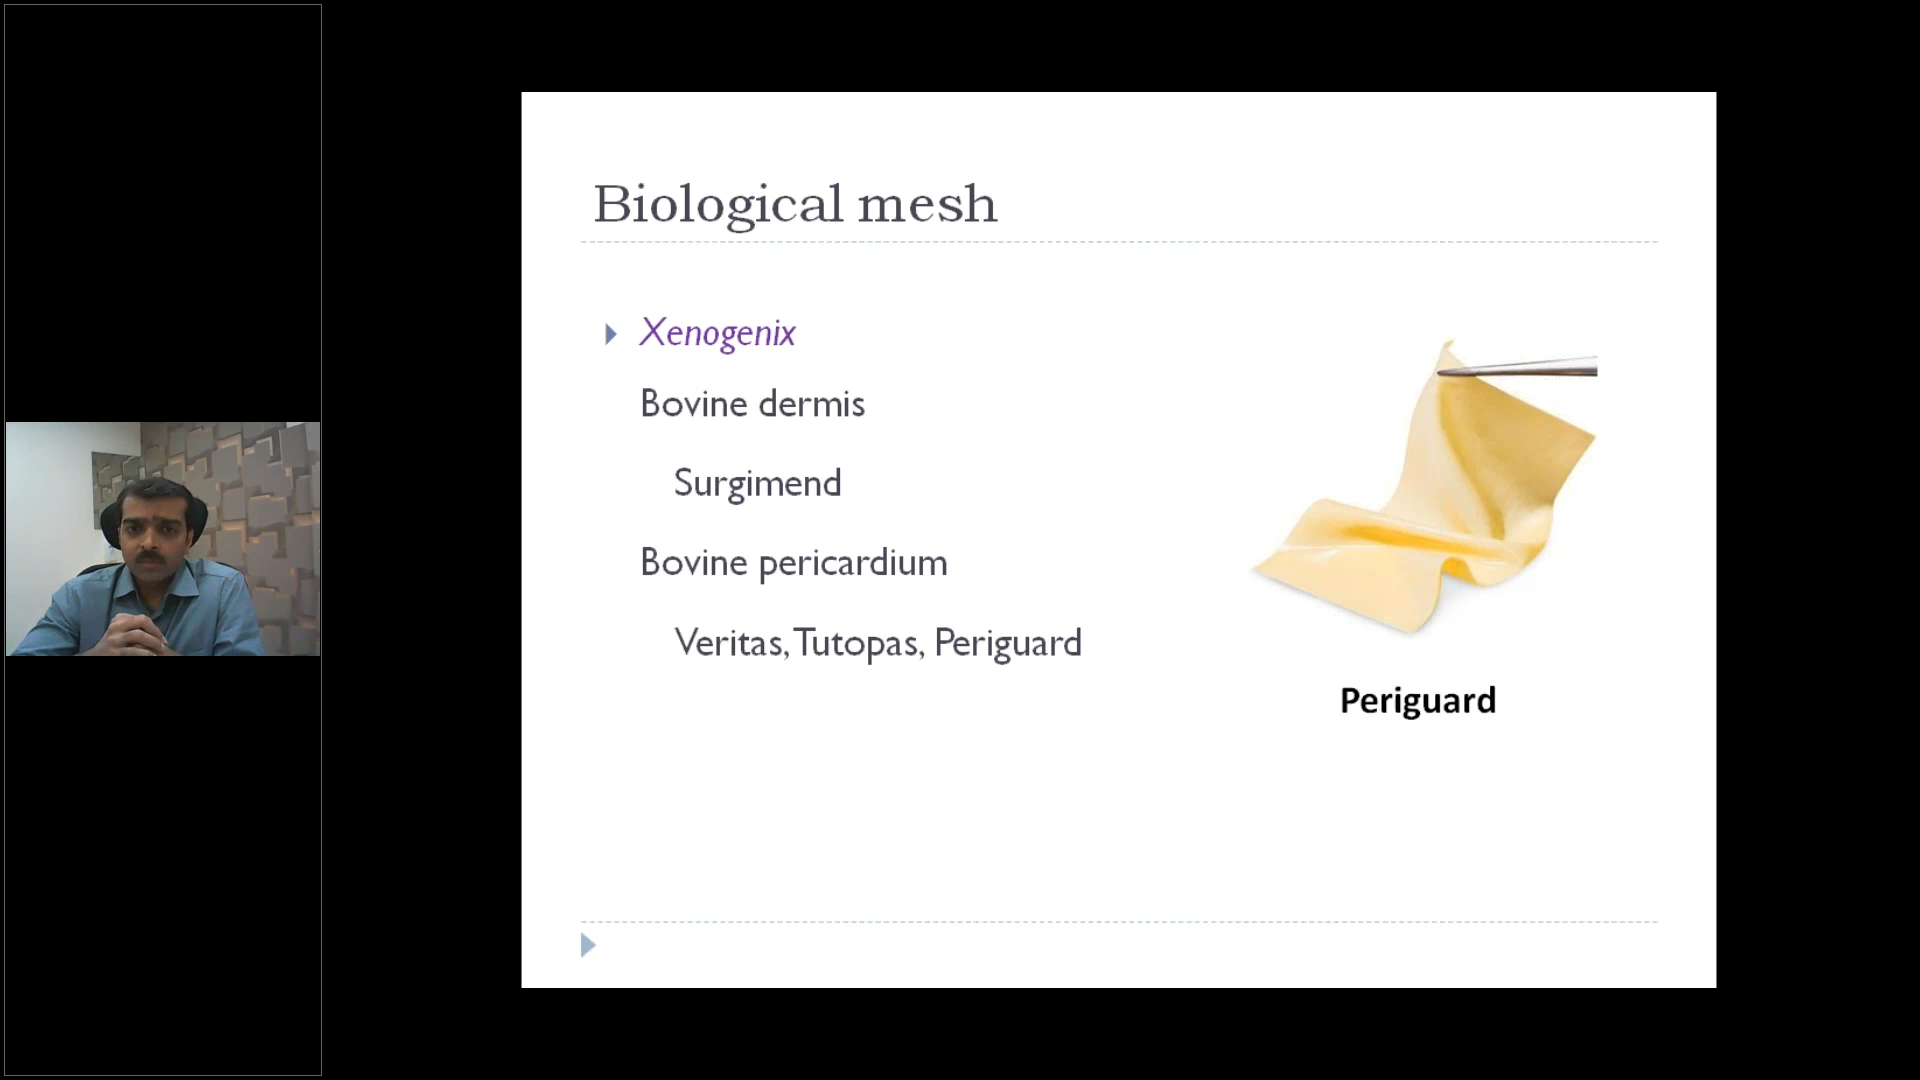 Biological mesh
Xenogenix
Bovine dermis
Surgimend
Bovine pericardium
Veritas, Tutopas, Periguard
Periguard